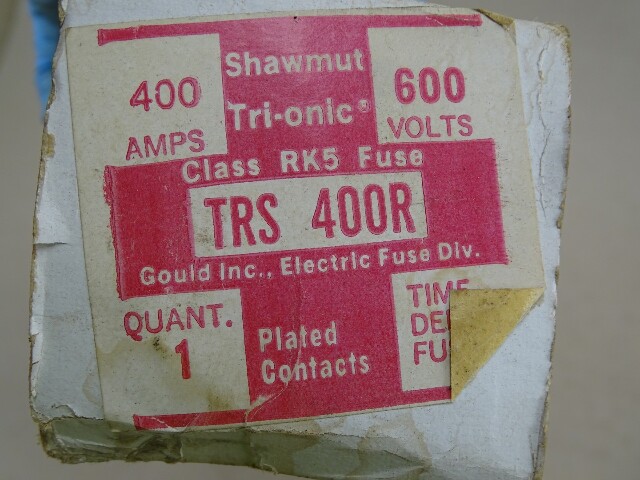 Shawmut
400 Tri-onic® 600
AMPS VOLTS
Class RK5 Fuse
TRS 400R
Gould Inc., Electric Fuse Div.
QUANT.
1
Plated
Contacts
TIME